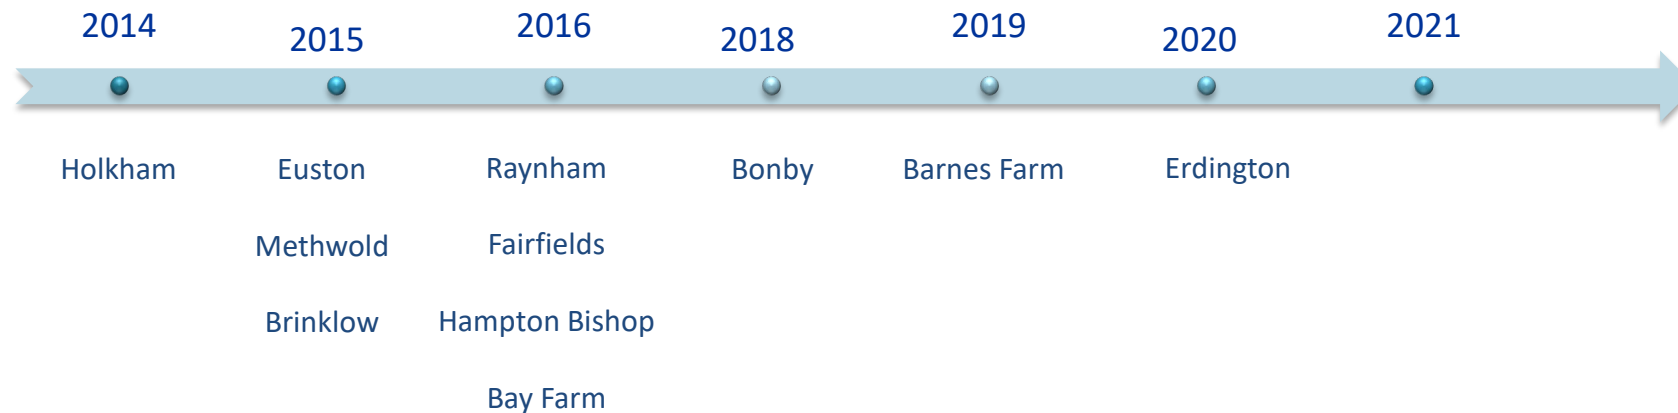 2014 2015 2016 2018 2019 2020 2021
Holkham Euston Raynham Bonby Barnes Farm Erdington
Methwold Fairfields
Brinklow Hampton Bishop
Bay Farm